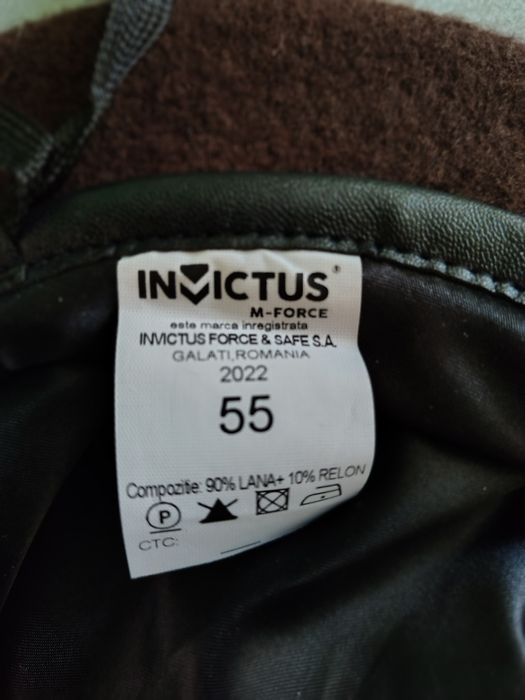 INVICTUS®
M-FORCE
este marca inregistrata
INVICTUS FORCE & SAFE S.A.
GALATI,ROMANIA
2022
55
Compozitie: 90% LANA+ 10% RELON
P
CTC: